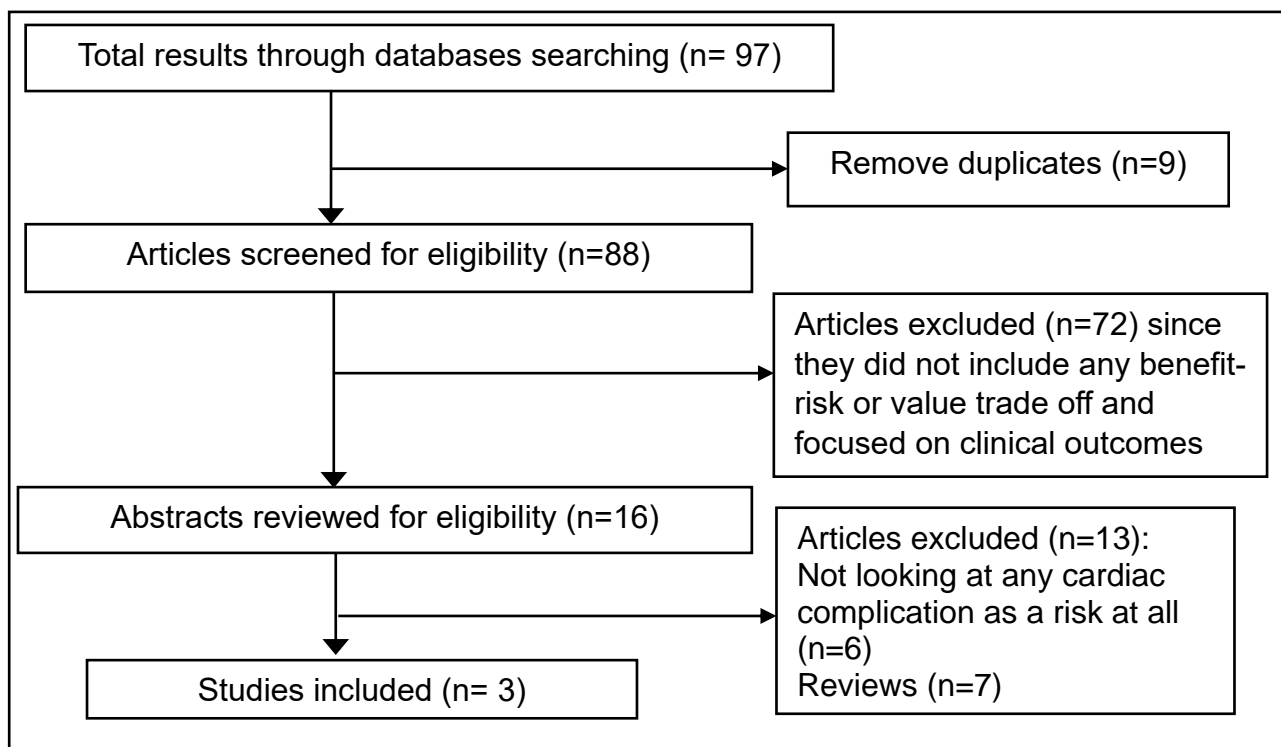 Total results through databases searching (n= 97)
Remove duplicates (n=9)
Articles screened for eligibility (n=88)
Articles excluded (n=72) since
they did not include any benefit-
risk or value trade off and
focused on clinical outcomes
Abstracts reviewed for eligibility (n=16)
Articles excluded (n=13):
Not looking at any cardiac
complication as a risk at all
(n=6)
Reviews (n=7)
Studies included (n= 3)